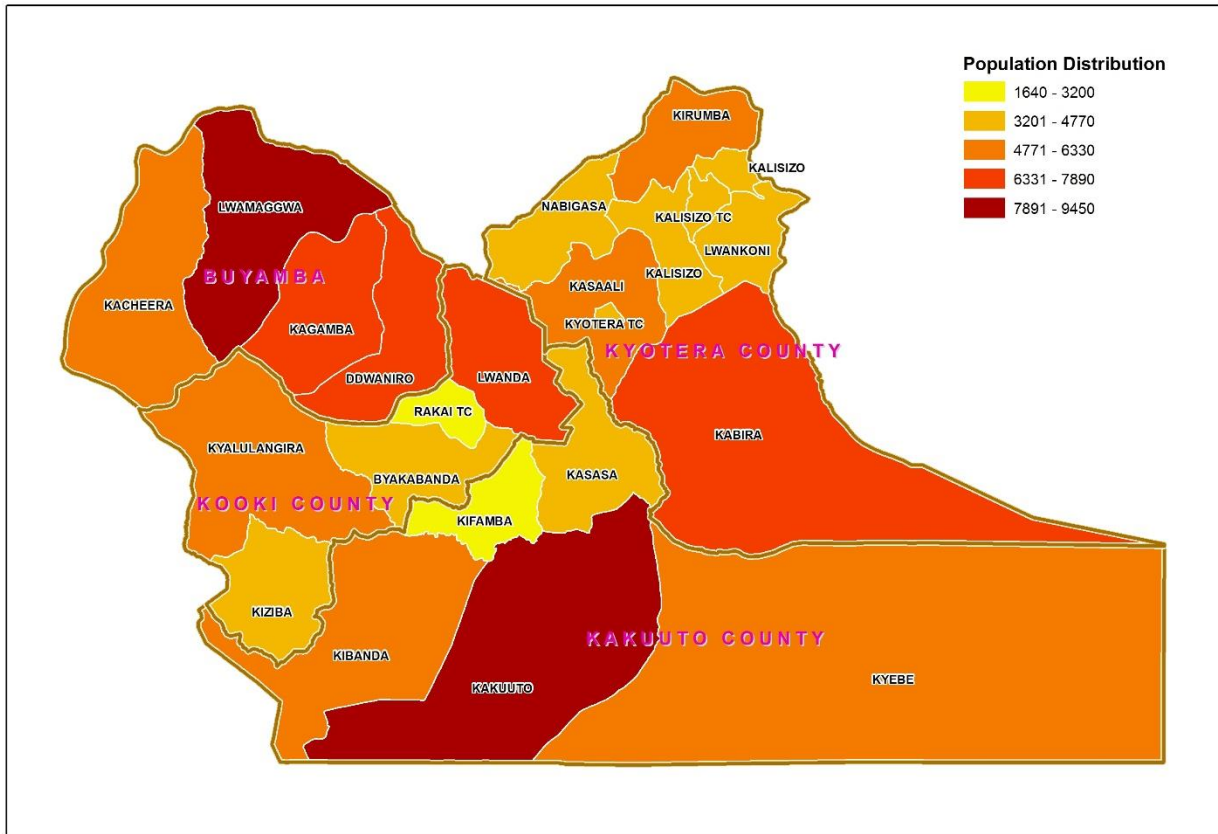 Population Distribution
1640 - 3200
3201 - 4770
4771 - 6330
6331 - 7890
7891 - 9450
KIRUMBA
KALISIZO
LWAMAGGWA
NABIGASA
KALISIZO TC
LWANKONI
BUYAMBA
KALISIZO
KASAALI
KACHEERA
KAGAMBA
KYOTERA TC
KYOTERA COUNTY
DDWANIRO
LWANDA
RAKAI TC
KABIRA
KYALULANGIRA
BYAKABANDA
KASASA
KOOKI COUNTY
KIFAMBA
KIZIBA
KAKUUTO COUNTY
KIBANDA
KYEBE
KAKUUTO